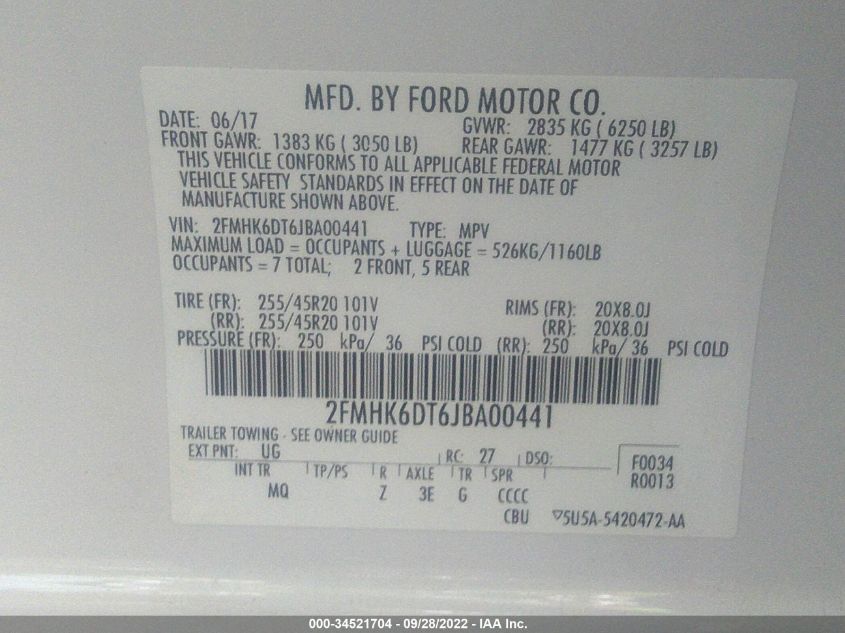 MFD. BY FORD MOTOR CO.
DATE: 06/17 GVWR: 2835 KG ( 6250 LB)
FRONT GAWR: 1383 KG ( 3050 LB) REAR GAWR: 1477 KG ( 3257 LB)
THIS VEHICLE CONFORMS TO ALL APPLICABLE FEDERAL MOTOR
VEHICLE SAFETY STANDARDS IN EFFECT ON THE DATE OF
MANUFACTURE SHOWN ABOVE.
VIN: 2FMHK6DT6JBA00441 TYPE: MPV
MAXIMUM LOAD = OCCUPANTS + LUGGAGE = 526KG/1160LB
OCCUPANTS = 7 TOTAL; 2 FRONT, 5 REAR
TIRE (FR): 255/45R20 101V RIMS (FR): 20X8.0J
(RR): 255/45R20 101V (RR): 20X8.0J
PRESSURE (FR): 250 kPa/ 36 PSI COLD (RR): 250 kPa/ 36 PSI COLD
2FMHK6DT6JBA00441
TRAILER TOWING - SEE OWNER GUIDE
EXT PNT: UG RC: 27 DSO: F0034
INT TR TP/PS R AXLE TR SPR R0013
MQ Z 3E G CCCC
CBU ▽5U5A-5420472-AA
000-34521704 - 09/28/2022 - IAA Inc.